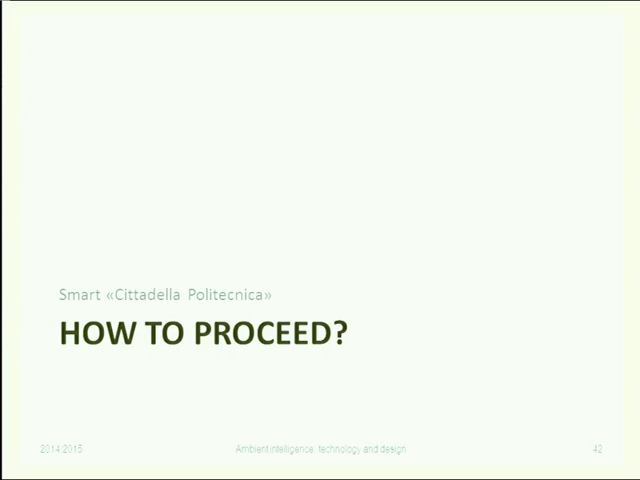 Smart «Cittadella Politecnica»
HOW TO PROCEED?
2014:2015
Ambient intelligence: technology and design
42